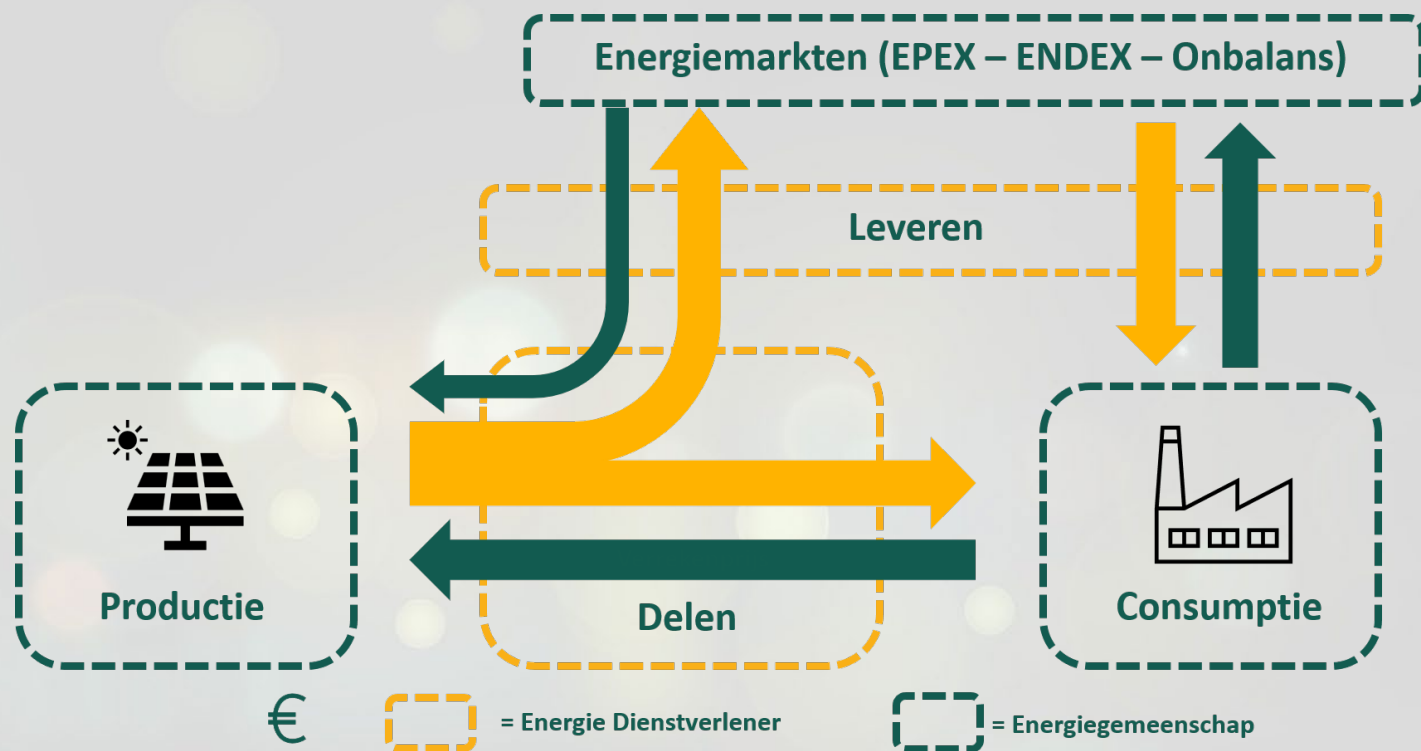 Energiemarkten (EPEX – ENDEX – Onbalans)
Leveren
Productie
Delen
Consumptie
€
= Energie Dienstverlener
= Energiegemeenschap